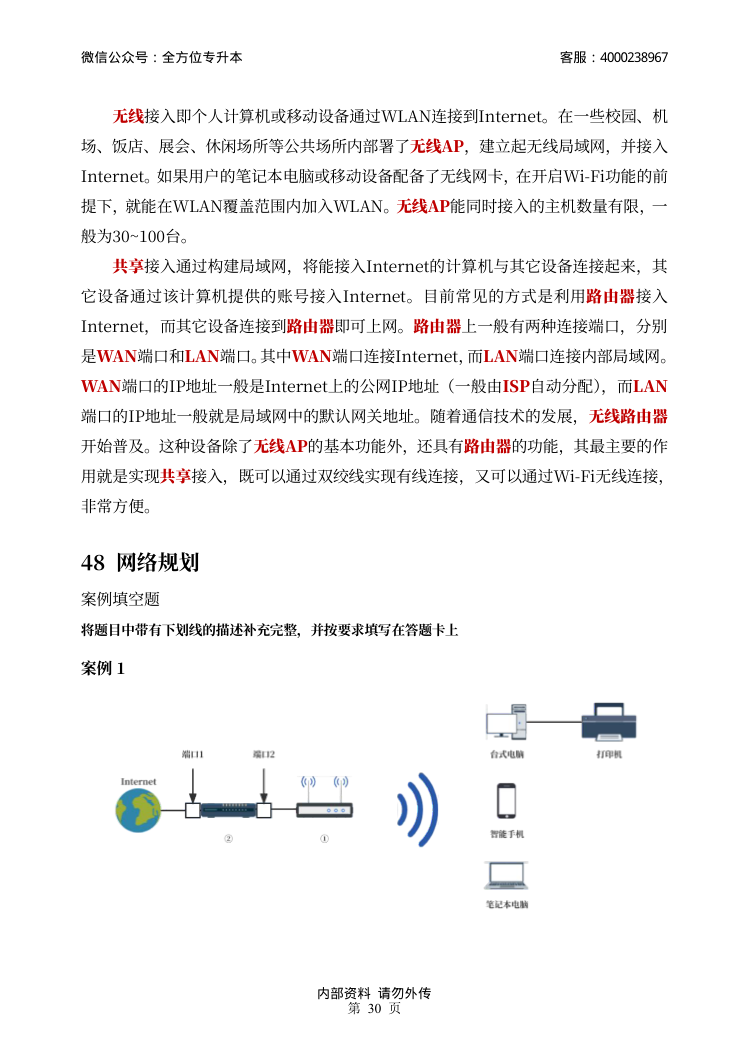 微信公众号：全方位专升本
客服：4000238967
无线接入即个人计算机或移动设备通过WLAN连接到Internet。在一些校园、机
场、饭店、展会、休闲场所等公共场所内部署了无线AP，建立起无线局域网，并接入
Internet。如果用户的笔记本电脑或移动设备配备了无线网卡，在开启Wi-Fi功能的前
提下，就能在WLAN覆盖范围内加入WLAN。无线AP能同时接入的主机数量有限，一
般为30~100台。
共享接入通过构建局域网，将能接入Internet的计算机与其它设备连接起来，其
它设备通过该计算机提供的账号接入Internet。目前常见的方式是利用路由器接入
Internet，而其它设备连接到路由器即可上网。路由器上一般有两种连接端口，分别
是WAN端口和LAN端口。其中WAN端口连接Internet，而LAN端口连接内部局域网。
WAN端口的IP地址一般是Internet上的公网IP地址（一般由ISP自动分配），而LAN
端口的IP地址一般就是局域网中的默认网关地址。随着通信技术的发展，无线路由器
开始普及。这种设备除了无线AP的基本功能外，还具有路由器的功能，其最主要的作
用就是实现共享接入，既可以通过双绞线实现有线连接，又可以通过Wi-Fi无线连接，
非常方便。
48 网络规划
案例填空题
将题目中带有下划线的描述补充完整，并按要求填写在答题卡上
案例 1
端口1
端口2
Internet
②
①
台式电脑
打印机
智能手机
笔记本电脑
内部资料 请勿外传
第 30 页